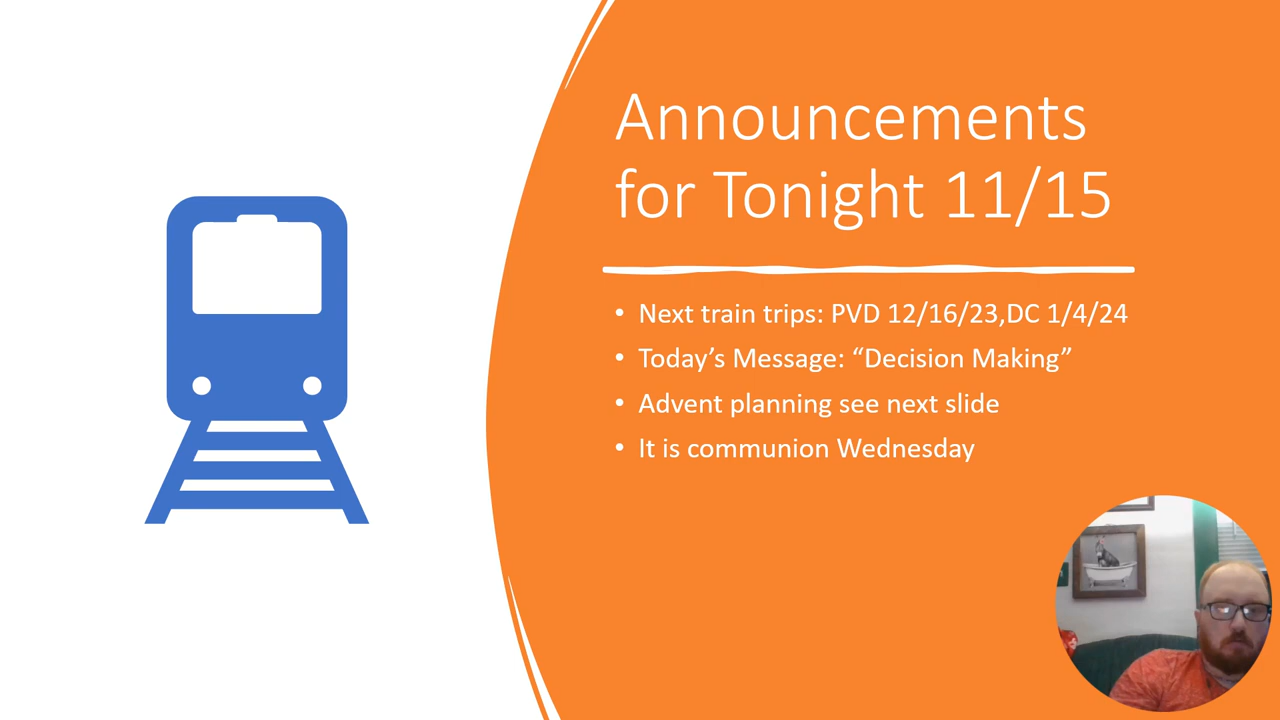 Announcements
for Tonight 11/15
• Next train trips: PVD 12/16/23,DC 1/4/24
• Today’s Message: “Decision Making”
• Advent planning see next slide
• It is communion Wednesday